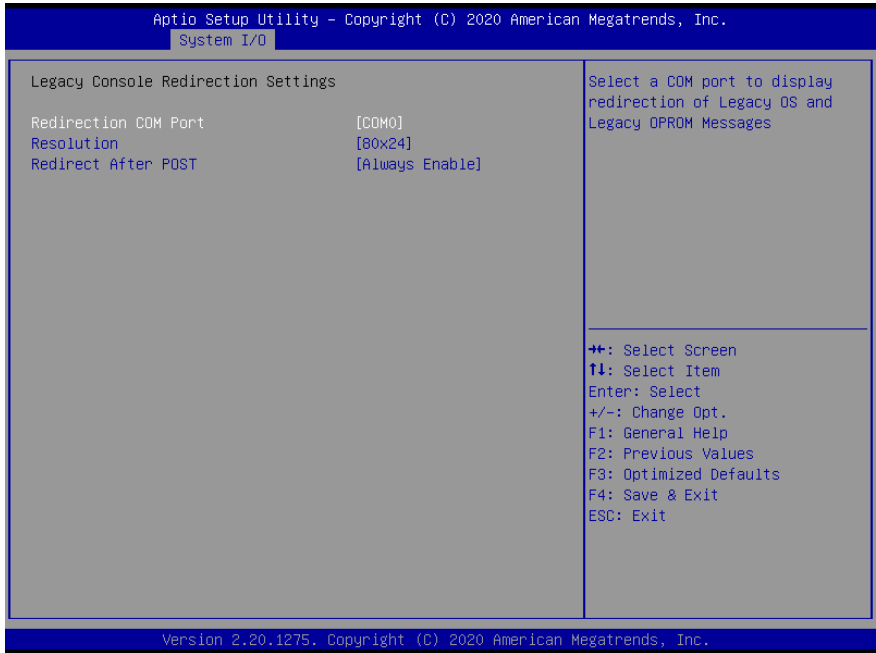 Aptio Setup Utility – Copyright (C) 2020 American Megatrends, Inc.
System I/O
Legacy Console Redirection Settings
Redirection COM Port [COM0]
Resolution [80x24]
Redirect After POST [Always Enable]
Select a COM port to display
redirection of Legacy OS and
Legacy OPROM Messages
→←: Select Screen
↑↓: Select Item
Enter: Select
+/-: Change Opt.
F1: General Help
F2: Previous Values
F3: Optimized Defaults
F4: Save & Exit
ESC: Exit
Version 2.20.1275. Copyright (C) 2020 American Megatrends, Inc.